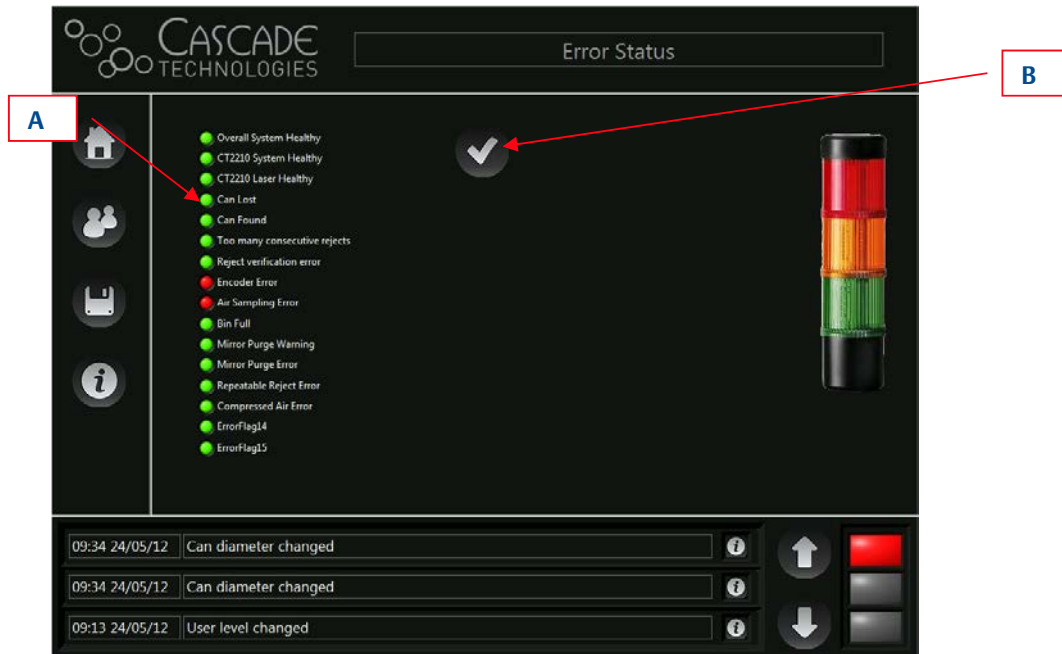 CASCADE
TECHNOLOGIES
Error Status
A
B
Overall System Healthy
CT2210 System Healthy
CT2210 Laser Healthy
Can Lost
Can Found
Too many consecutive rejects
Reject verification error
Encoder Error
Air Sampling Error
Bin Full
Mirror Purge Warning
Mirror Purge Error
Repeatable Reject Error
Compressed Air Error
ErrorFlag14
ErrorFlag15
09:34 24/05/12 Can diameter changed
09:34 24/05/12 Can diameter changed
09:13 24/05/12 User level changed